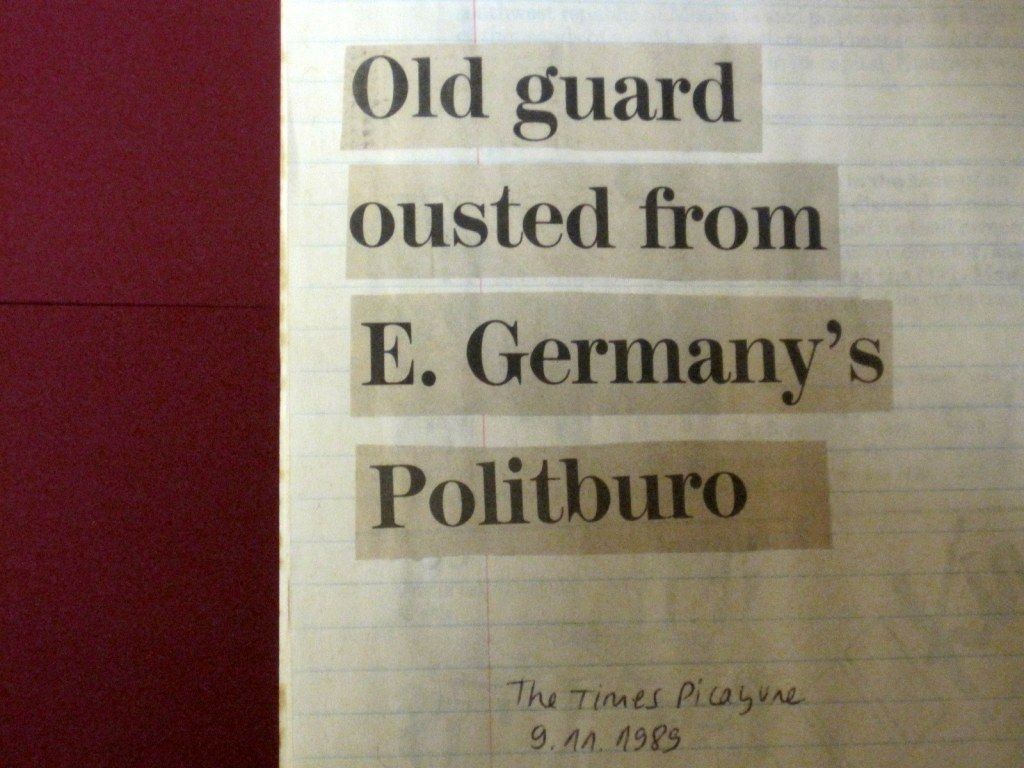 Old guard
ousted from
E. Germany's
Politburo
The Times Picayune
9.11.1989